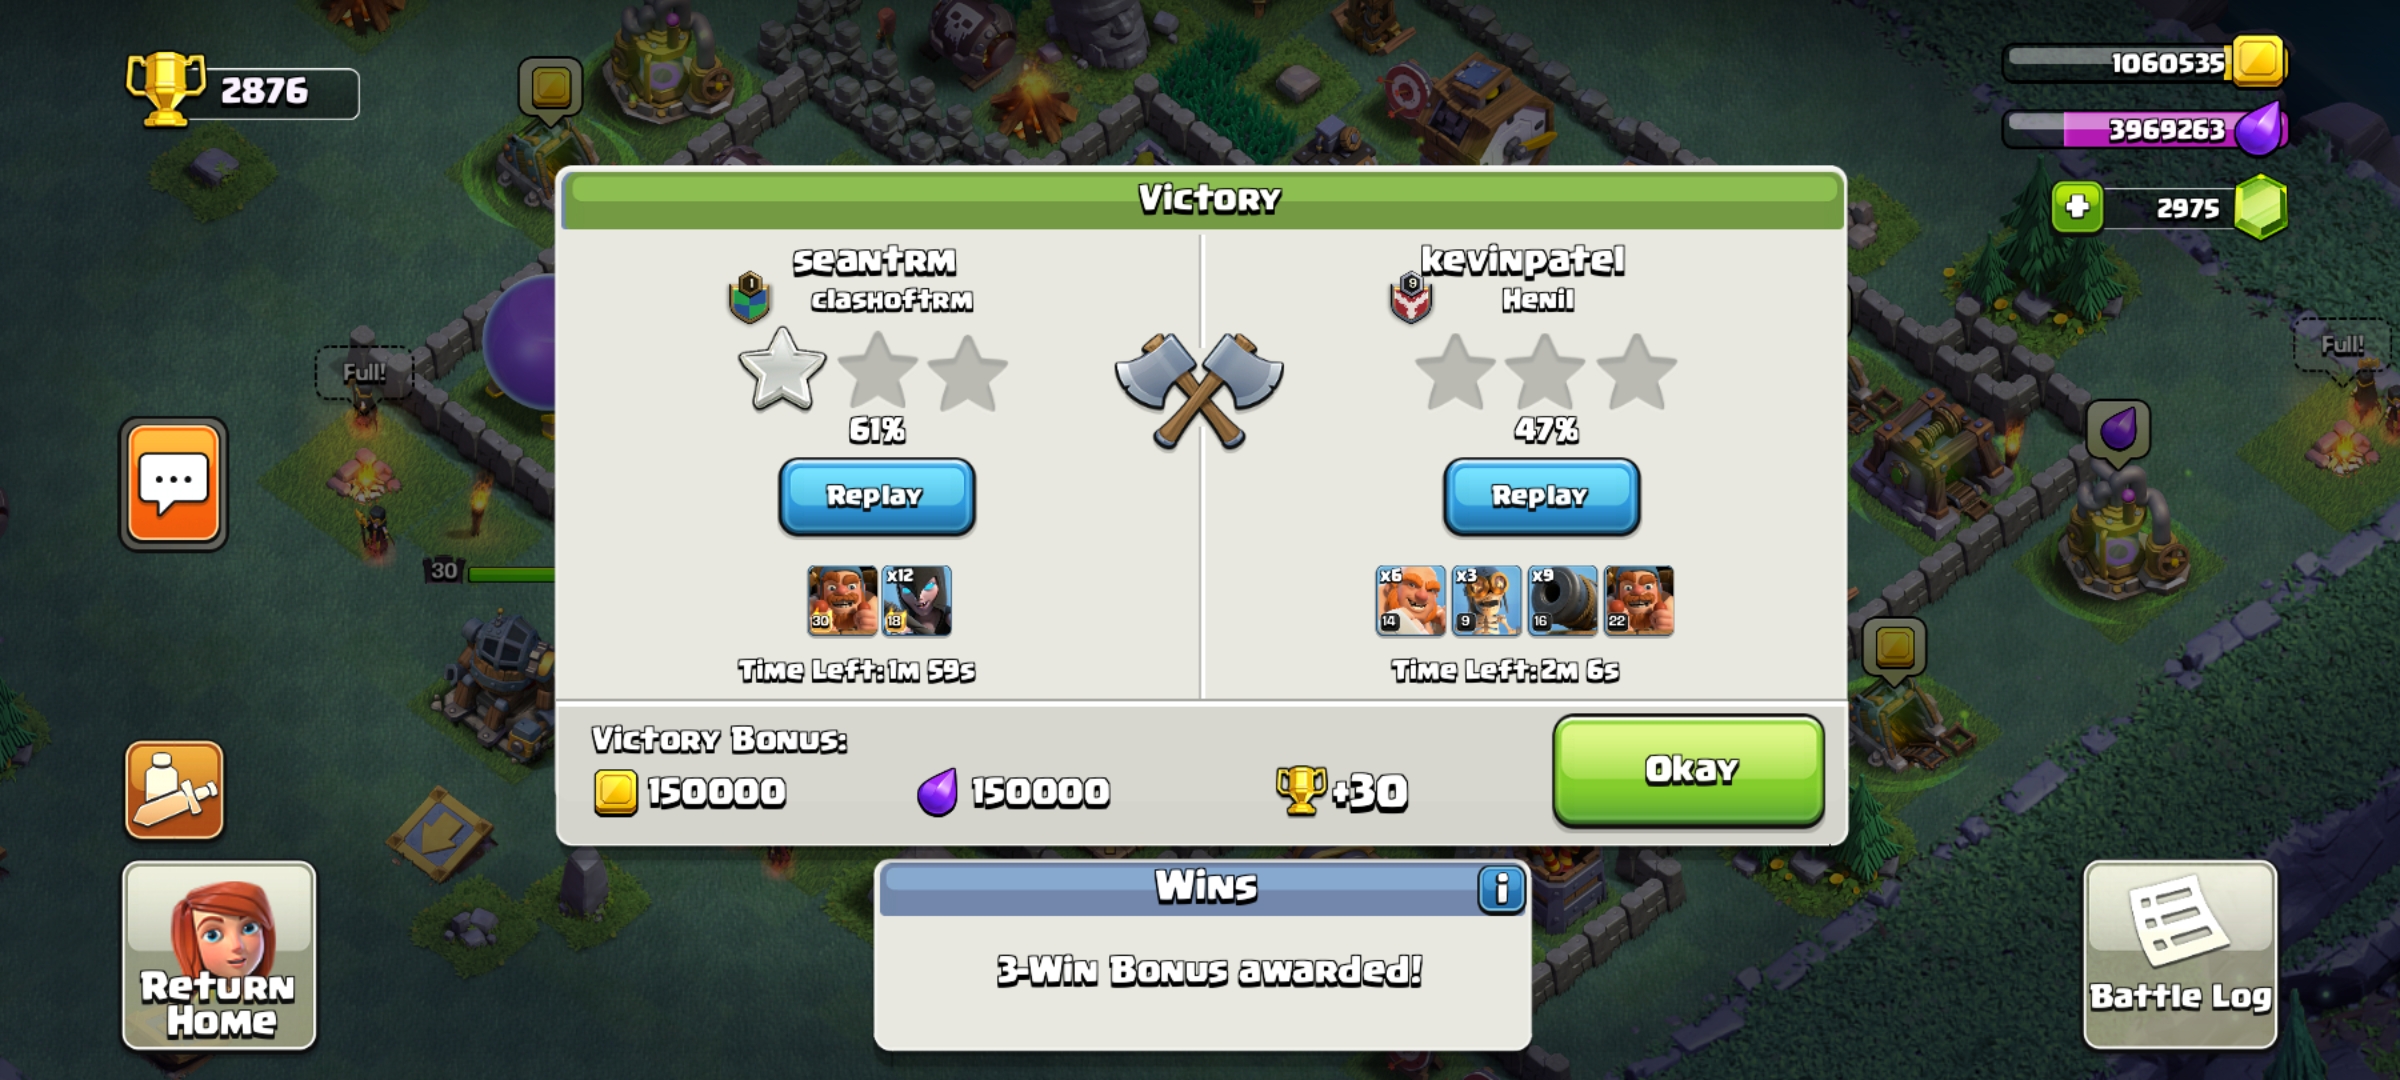 2876
1060535
3969263
2975
Victory
seantrm
clashoftrm
1
61%
Replay
30
x12
18
Time Left:1m 59s
kevinpatel
Henil
9
47%
Replay
x6
14
x3
9
x9
16
22
Time Left:2m 6s
Full!
Full!
30
Victory Bonus:
150000
150000
+30
Okay
Wins
i
3-Win Bonus awarded!
Return
Home
Battle Log